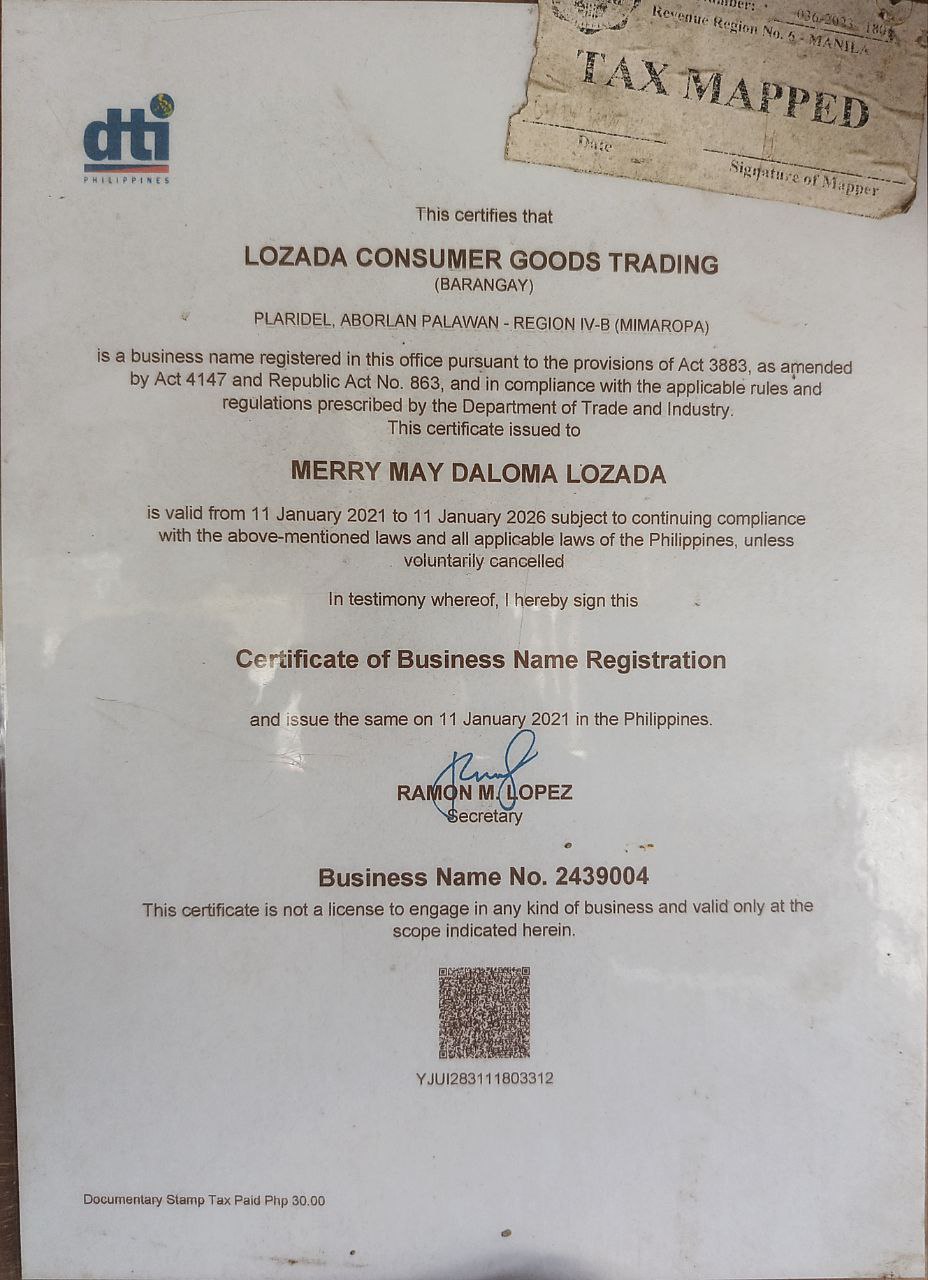 Revenue Region No. 6 - MANILA
TAX MAPPED
Date
Signature of Mapper
dti
PHILIPPINES
This certifies that
LOZADA CONSUMER GOODS TRADING
(BARANGAY)
PLARIDEL, ABORLAN PALAWAN - REGION IV-B (MIMAROPA)
is a business name registered in this office pursuant to the provisions of Act 3883, as amended
by Act 4147 and Republic Act No. 863, and in compliance with the applicable rules and
regulations prescribed by the Department of Trade and Industry.
This certificate issued to
MERRY MAY DALOMA LOZADA
is valid from 11 January 2021 to 11 January 2026 subject to continuing compliance
with the above-mentioned laws and all applicable laws of the Philippines, unless
voluntarily cancelled
In testimony whereof, I hereby sign this
Certificate of Business Name Registration
and issue the same on 11 January 2021 in the Philippines.
RAMON M. LOPEZ
Secretary
Business Name No. 2439004
This certificate is not a license to engage in any kind of business and valid only at the
scope indicated herein.
YJUI283111803312
Documentary Stamp Tax Paid Php 30.00